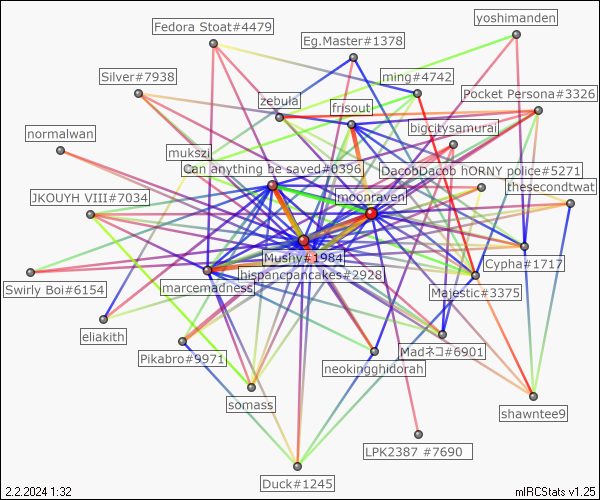 yoshimanden
Fedora Stoat#4479
Eg.Master#1378
Silver#7938
ming#4742
Pocket Persona#3326
zebula
frisout
bigcitysamurai
normalwan
mukszi
Can anything be saved#0396
DacobDacob hORNY police#5271
thesecondtwat
JKOUYH VIII#7034
moonraven
Mushy#1984
Cypha#1717
hispancpancakes#2928
Swirly Boi#6154
marcemadness
Majestic#3375
eliakith
Pikabro#9971
Madネコ#6901
neokingghidorah
somass
shawntee9
LPK2387 #7690
Duck#1245
2.2.2024 1:32
mIRCStats v1.25